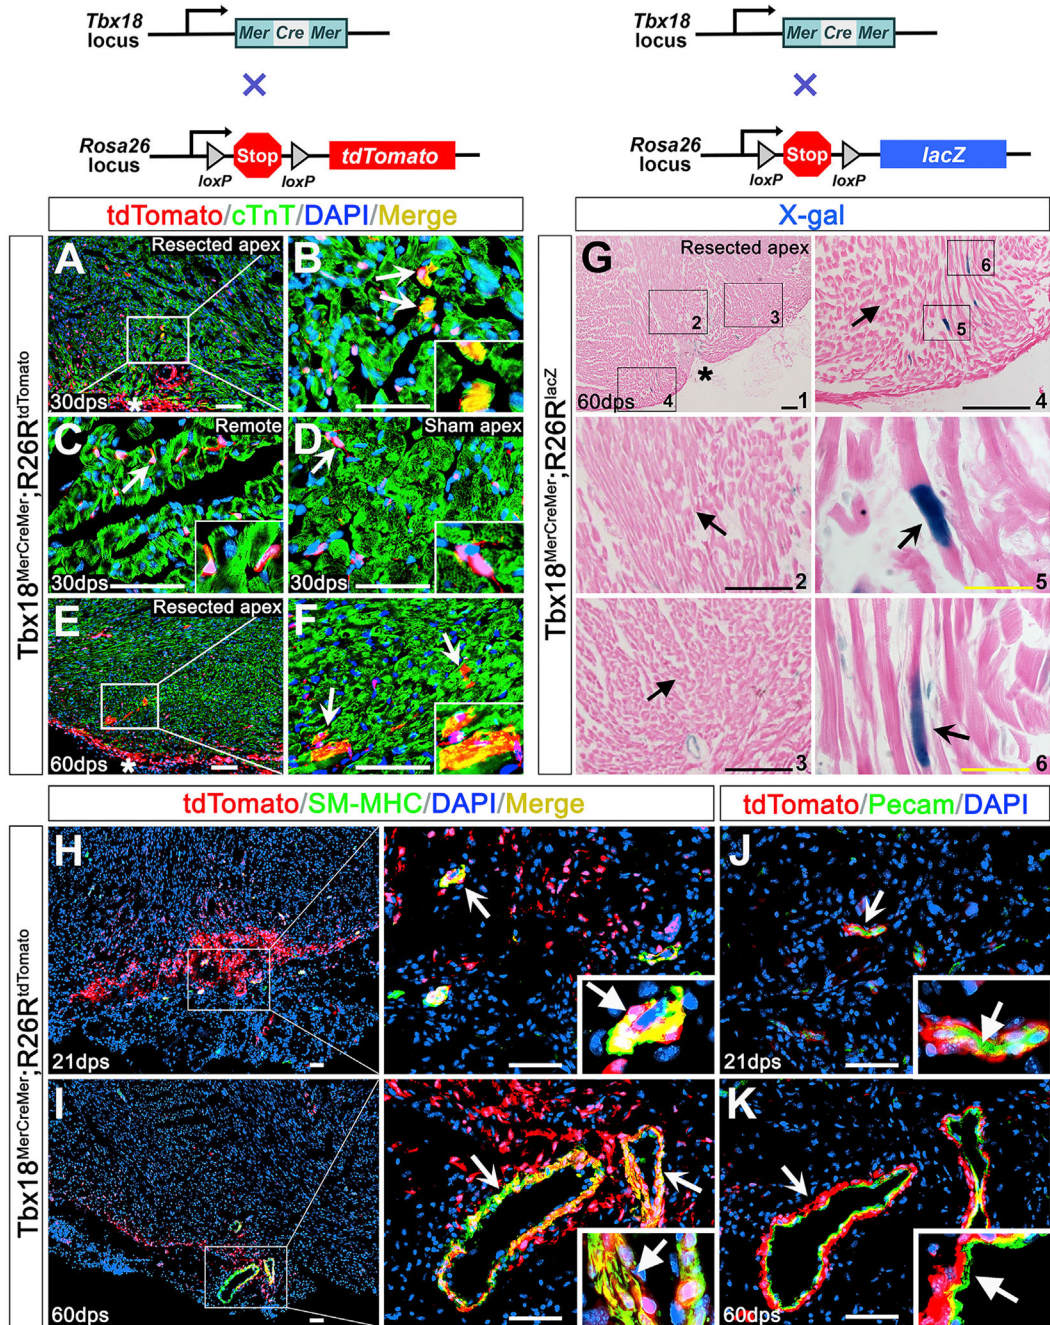 Tbx18 locus
Mer Cre Mer
×
Rosa26 locus
loxP
Stop
loxP
tdTomato
Tbx18 locus
Mer Cre Mer
×
Rosa26 locus
loxP
Stop
loxP
lacZ
tdTomato/cTnT/DAPI/Merge
Tbx18MerCreMer;R26RtdTomato
A
Resected apex
30dps
*
B
C
Remote
30dps
D
Sham apex
30dps
E
Resected apex
60dps
*
F
X-gal
Tbx18MerCreMer;R26RlacZ
G
Resected apex
2
3
4
*
60dps
1
6
5
4
2
5
3
6
tdTomato/SM-MHC/DAPI/Merge
tdTomato/Pecam/DAPI
Tbx18MerCreMer;R26RtdTomato
H
21dps
J
21dps
I
60dps
K
60dps